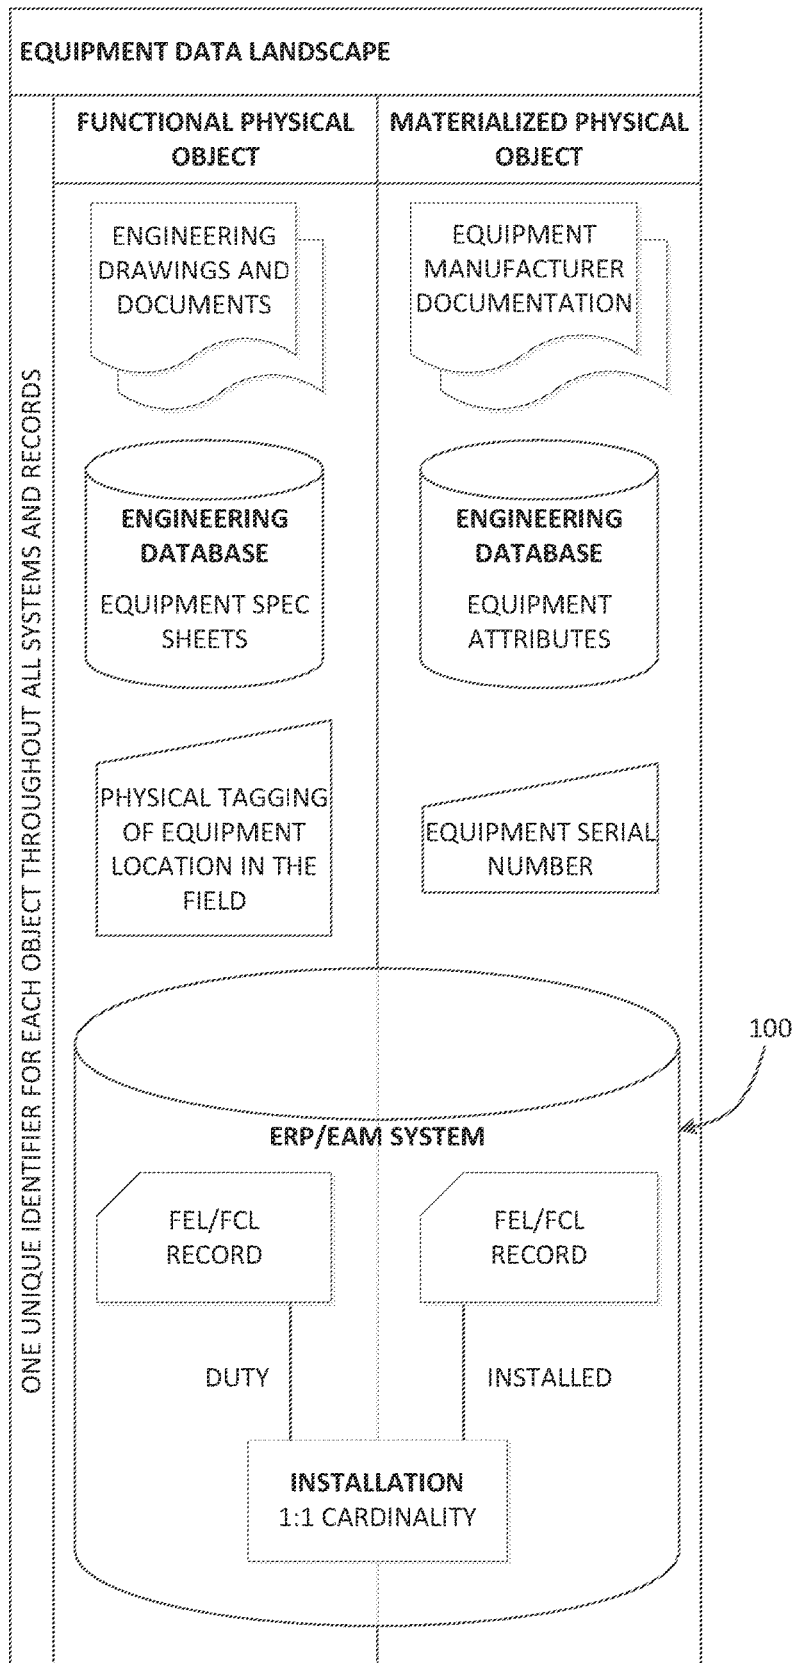 EQUIPMENT DATA LANDSCAPE
ONE UNIQUE IDENTIFIER FOR EACH OBJECT THROUGHOUT ALL SYSTEMS AND RECORDS
FUNCTIONAL PHYSICAL
OBJECT
MATERIALIZED PHYSICAL
OBJECT
ENGINEERING
DRAWINGS AND
DOCUMENTS
EQUIPMENT
MANUFACTURER
DOCUMENTATION
ENGINEERING
DATABASE
EQUIPMENT SPEC
SHEETS
ENGINEERING
DATABASE
EQUIPMENT
ATTRIBUTES
PHYSICAL TAGGING
OF EQUIPMENT
LOCATION IN THE
FIELD
EQUIPMENT SERIAL
NUMBER
100
ERP/EAM SYSTEM
FEL/FCL
RECORD
FEL/FCL
RECORD
DUTY
INSTALLED
INSTALLATION
1:1 CARDINALITY